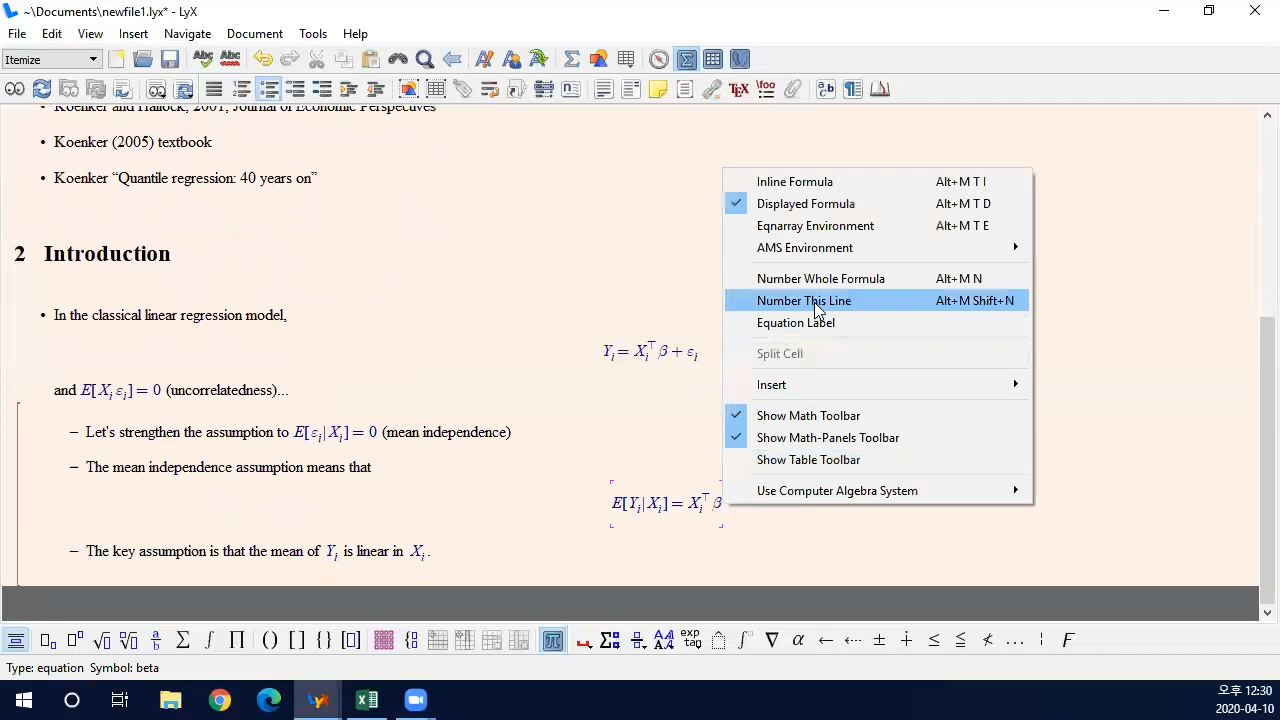 ~\Documents\newfile1.lyx* - LyX
File Edit View Insert Navigate Document Tools Help
Itemize
• Koenker and Hallock, 2001, Journal of Economic Perspectives
• Koenker (2005) textbook
• Koenker “Quantile regression: 40 years on”
2 Introduction
• In the classical linear regression model,
Y_i = X_i^⊤ β + ε_i
and E[X_i ε_i] = 0 (uncorrelatedness)...
– Let's strengthen the assumption to E[ε_i|X_i] = 0 (mean independence)
– The mean independence assumption means that
E[Y_i|X_i] = X_i^⊤ β
– The key assumption is that the mean of Y_i is linear in X_i.
Inline Formula Alt+M T I
Displayed Formula Alt+M T D
Eqnarray Environment Alt+M T E
AMS Environment
Number Whole Formula Alt+M N
Number This Line Alt+M Shift+N
Equation Label
Split Cell
Insert
Show Math Toolbar
Show Math-Panels Toolbar
Show Table Toolbar
Use Computer Algebra System
Type: equation Symbol: beta
오후 12:30
2020-04-10